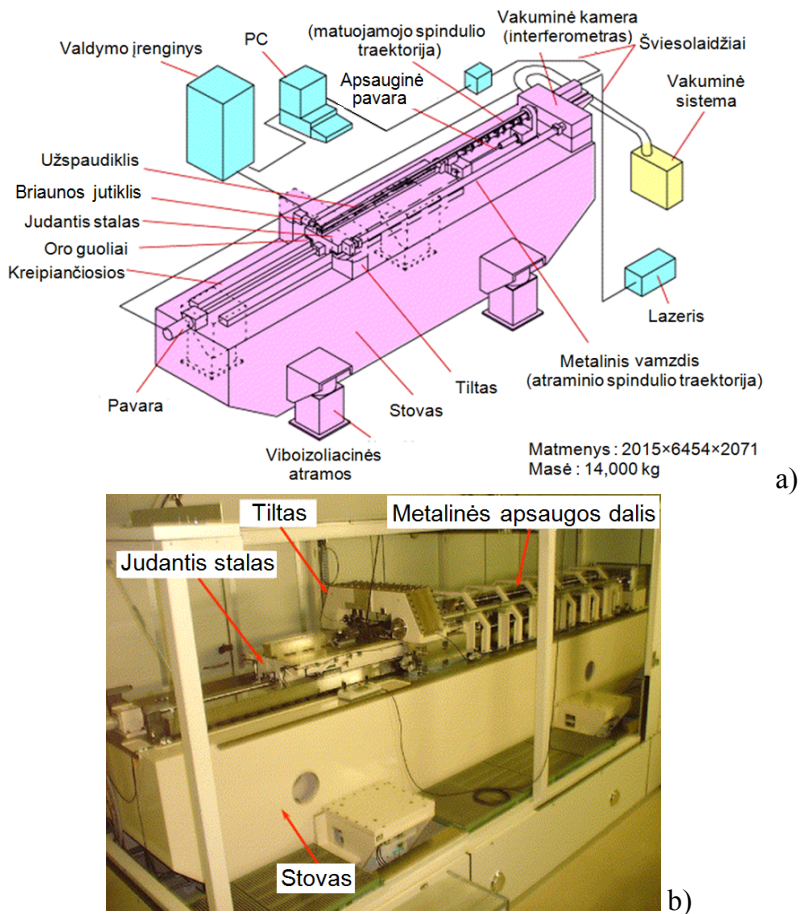 Valdymo įrenginys
PC
(matuojamojo spindulio
traektorija)
Apsauginė
pavara
Vakuminė kamera
(interferometras)
Šviesolaidžiai
Vakuminė
sistema
Užspaudiklis
Briaunos jutiklis
Judantis stalas
Oro guoliai
Kreipiančiosios
Lazeris
Metalinis vamzdis
(atraminio spindulio traektorija)
Tiltas
Stovas
Pavara
Viboizoliacinės
atramos
Matmenys : 2015×6454×2071
Masė : 14,000 kg
a)
Tiltas
Metalinės apsaugos dalis
Judantis stalas
Stovas
b)